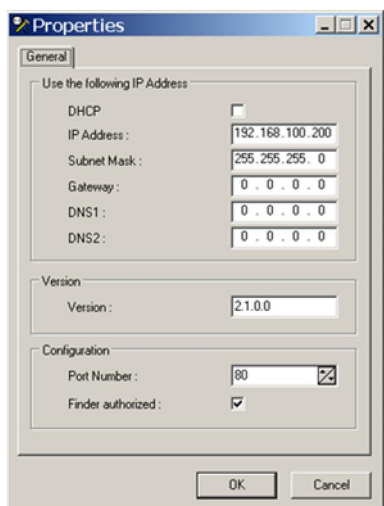 Properties
General
Use the following IP Address
DHCP
IP Address : 192.168.100.200
Subnet Mask : 255.255.255. 0
Gateway : 0 . 0 . 0 . 0
DNS1 : 0 . 0 . 0 . 0
DNS2 : 0 . 0 . 0 . 0
Version
Version : 2.1.0.0
Configuration
Port Number : 80
Finder authorized :
OK Cancel